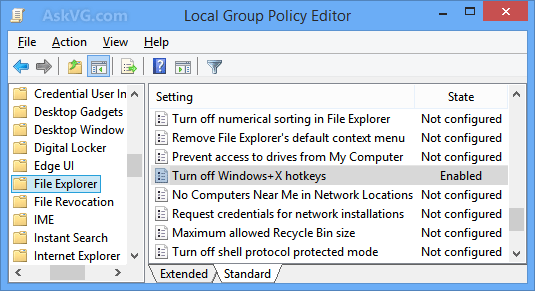 AskVG.com
Local Group Policy Editor
File Action View Help
Credential User In
Desktop Gadgets
Desktop Window
Digital Locker
Edge UI
File Explorer
File Revocation
IME
Instant Search
Internet Explorer
Setting State
Turn off numerical sorting in File Explorer Not configured
Remove File Explorer's default context menu Not configured
Prevent access to drives from My Computer Not configured
Turn off Windows+X hotkeys Enabled
No Computers Near Me in Network Locations Not configured
Request credentials for network installations Not configured
Maximum allowed Recycle Bin size Not configured
Turn off shell protocol protected mode Not configured
Extended Standard